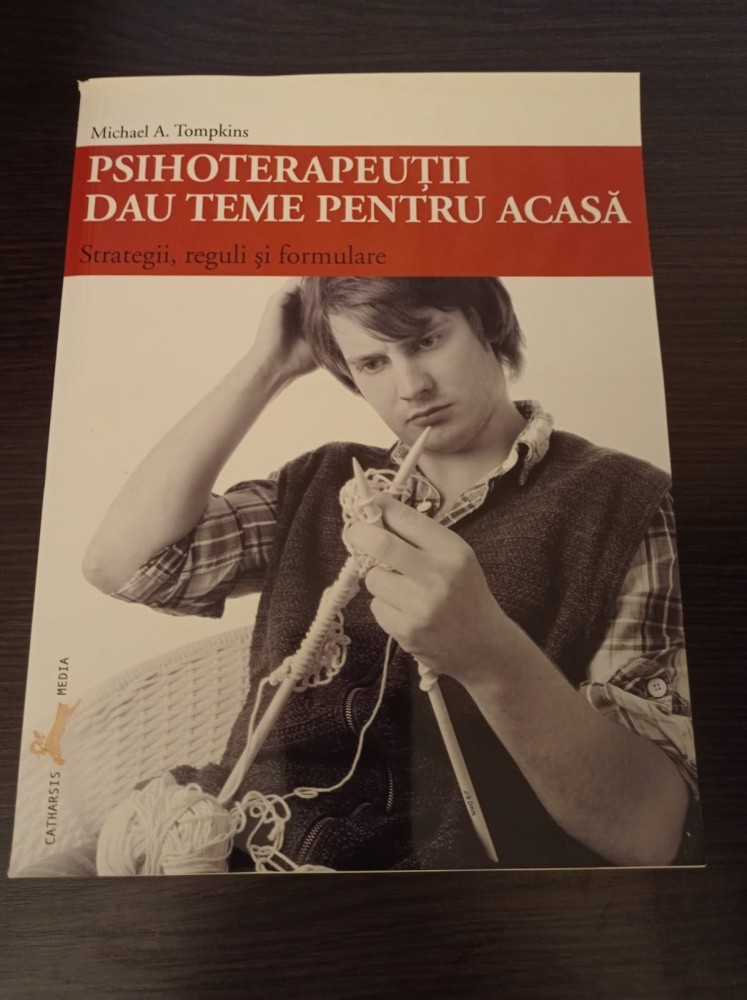 Michael A. Tompkins
PSIHOTERAPEUȚII
DAU TEME PENTRU ACASĂ
Strategii, reguli și formulare
CATHARSIS
MEDIA